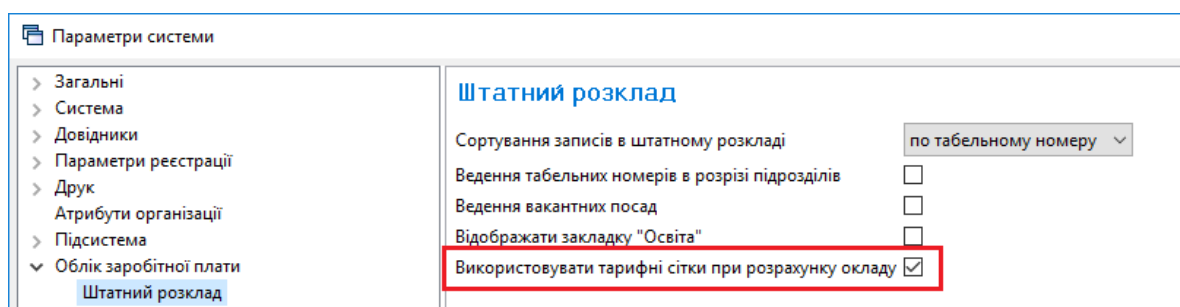 Параметри системи
Загальні
Система
Довідники
Параметри реєстрації
Друк
Атрибути організації
Підсистема
Облік заробітної плати
Штатний розклад
Штатний розклад
Сортування записів в штатному розкладі по табельному номеру
Ведення табельних номерів в розрізі підрозділів
Ведення вакантних посад
Відображати закладку "Освіта"
Використовувати тарифні сітки при розрахунку окладу